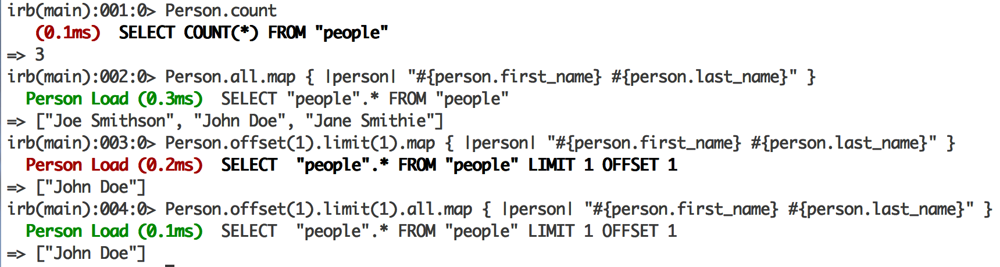 irb(main):001:0> Person.count
   (0.1ms)  SELECT COUNT(*) FROM "people"
=> 3
irb(main):002:0> Person.all.map { |person| "#{person.first_name} #{person.last_name}" }
  Person Load (0.3ms)  SELECT "people".* FROM "people"
=> ["Joe Smithson", "John Doe", "Jane Smithie"]
irb(main):003:0> Person.offset(1).limit(1).map { |person| "#{person.first_name} #{person.last_name}" }
  Person Load (0.2ms)  SELECT  "people".* FROM "people" LIMIT 1 OFFSET 1
=> ["John Doe"]
irb(main):004:0> Person.offset(1).limit(1).all.map { |person| "#{person.first_name} #{person.last_name}" }
  Person Load (0.1ms)  SELECT  "people".* FROM "people" LIMIT 1 OFFSET 1
=> ["John Doe"]